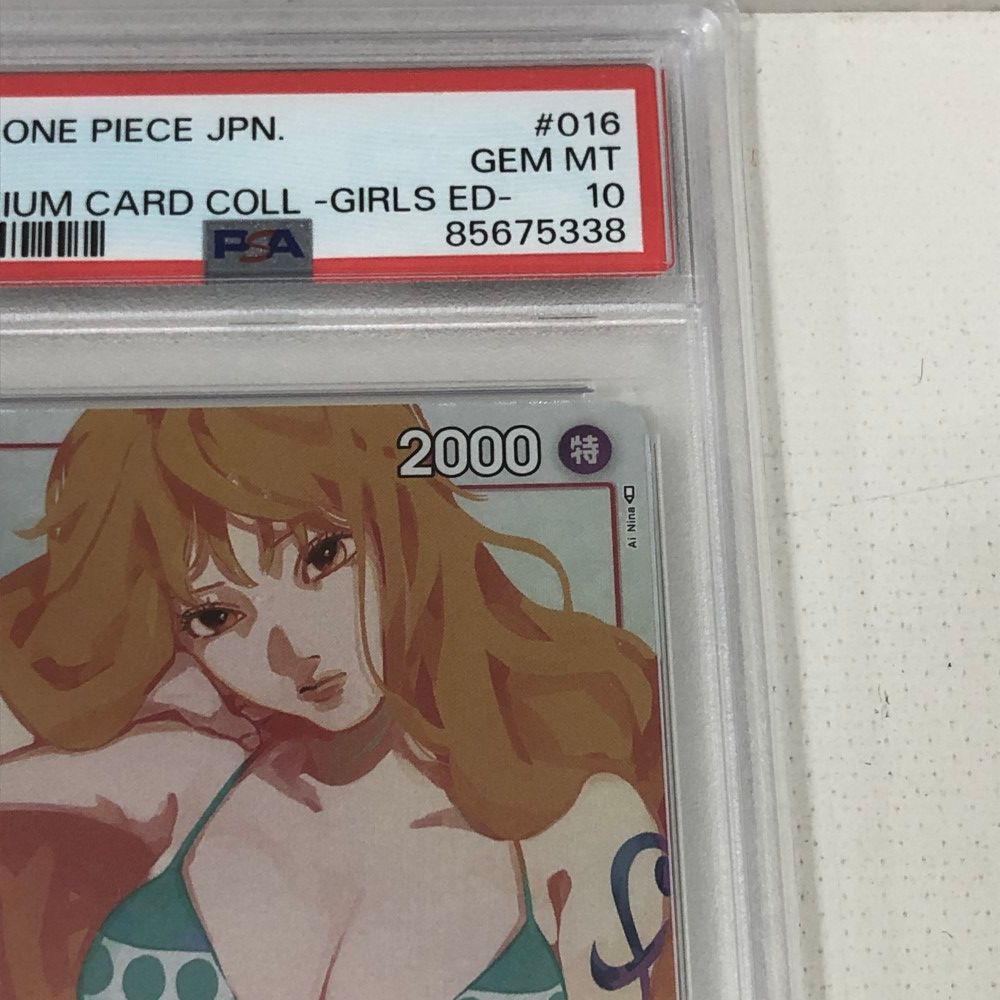 ONE PIECE JPN. #016
GEM MT
IUM CARD COLL -GIRLS ED- 10
PSA 85675338
2000 特
Ai Nina